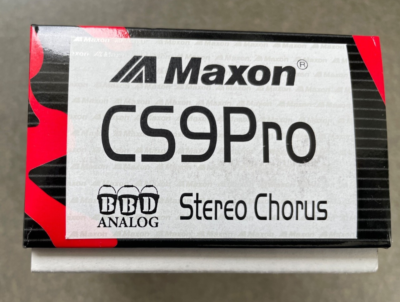 Maxon®
CS9Pro
BBD
ANALOG
Stereo Chorus